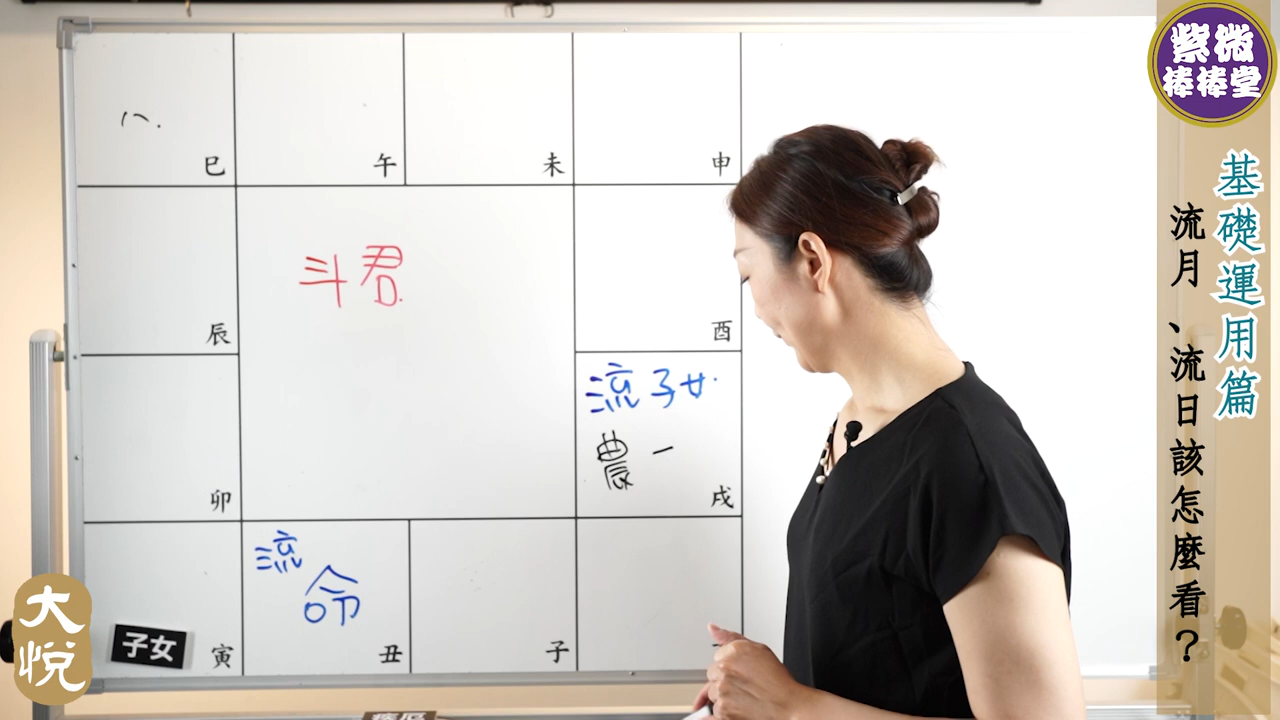 紫微
棒棒堂
基礎運用篇
流月、流日該怎麼看？
八.
巳
午
未
申
斗君.
辰
酉
流子女.
農一
卯
戌
流
命
子女
寅
丑
子
大
悅